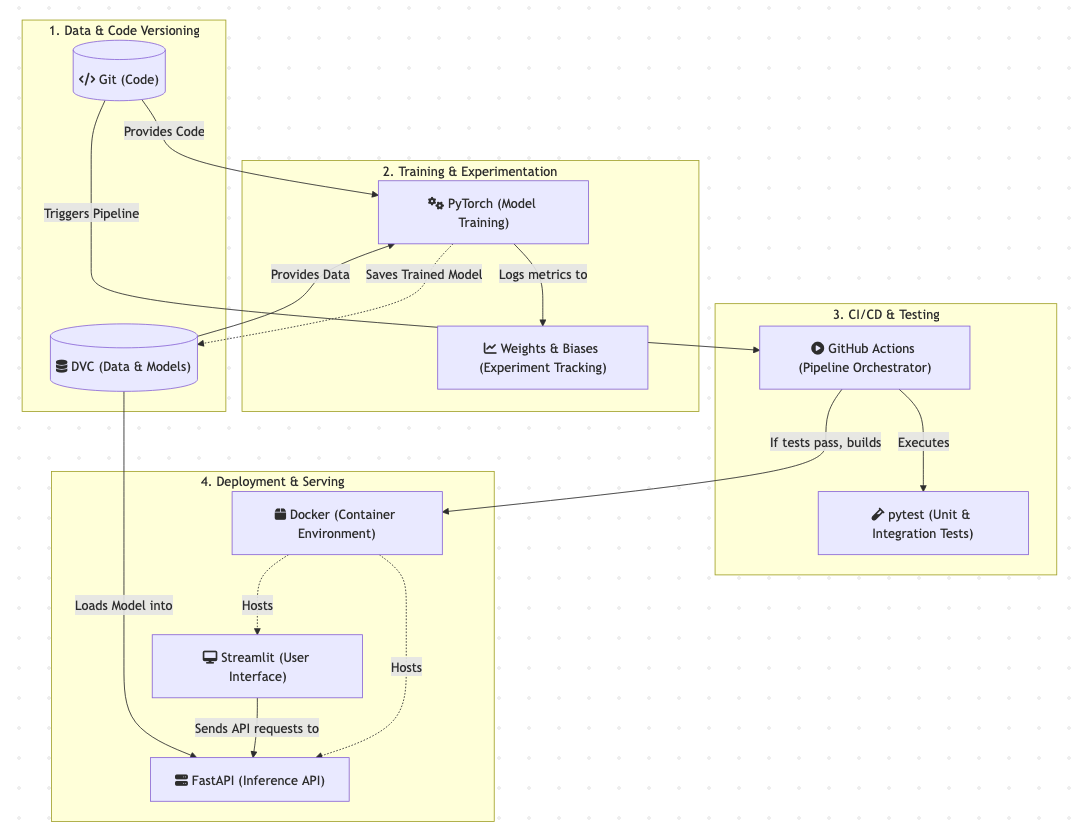 1. Data & Code Versioning
Git (Code)
Provides Code
Triggers Pipeline
DVC (Data & Models)
2. Training & Experimentation
PyTorch (Model
Training)
Provides Data
Saves Trained Model
Logs metrics to
Weights & Biases
(Experiment Tracking)
3. CI/CD & Testing
GitHub Actions
(Pipeline Orchestrator)
If tests pass, builds
Executes
pytest (Unit &
Integration Tests)
4. Deployment & Serving
Docker (Container
Environment)
Loads Model into
Hosts
Streamlit (User
Interface)
Hosts
Sends API requests to
FastAPI (Inference API)